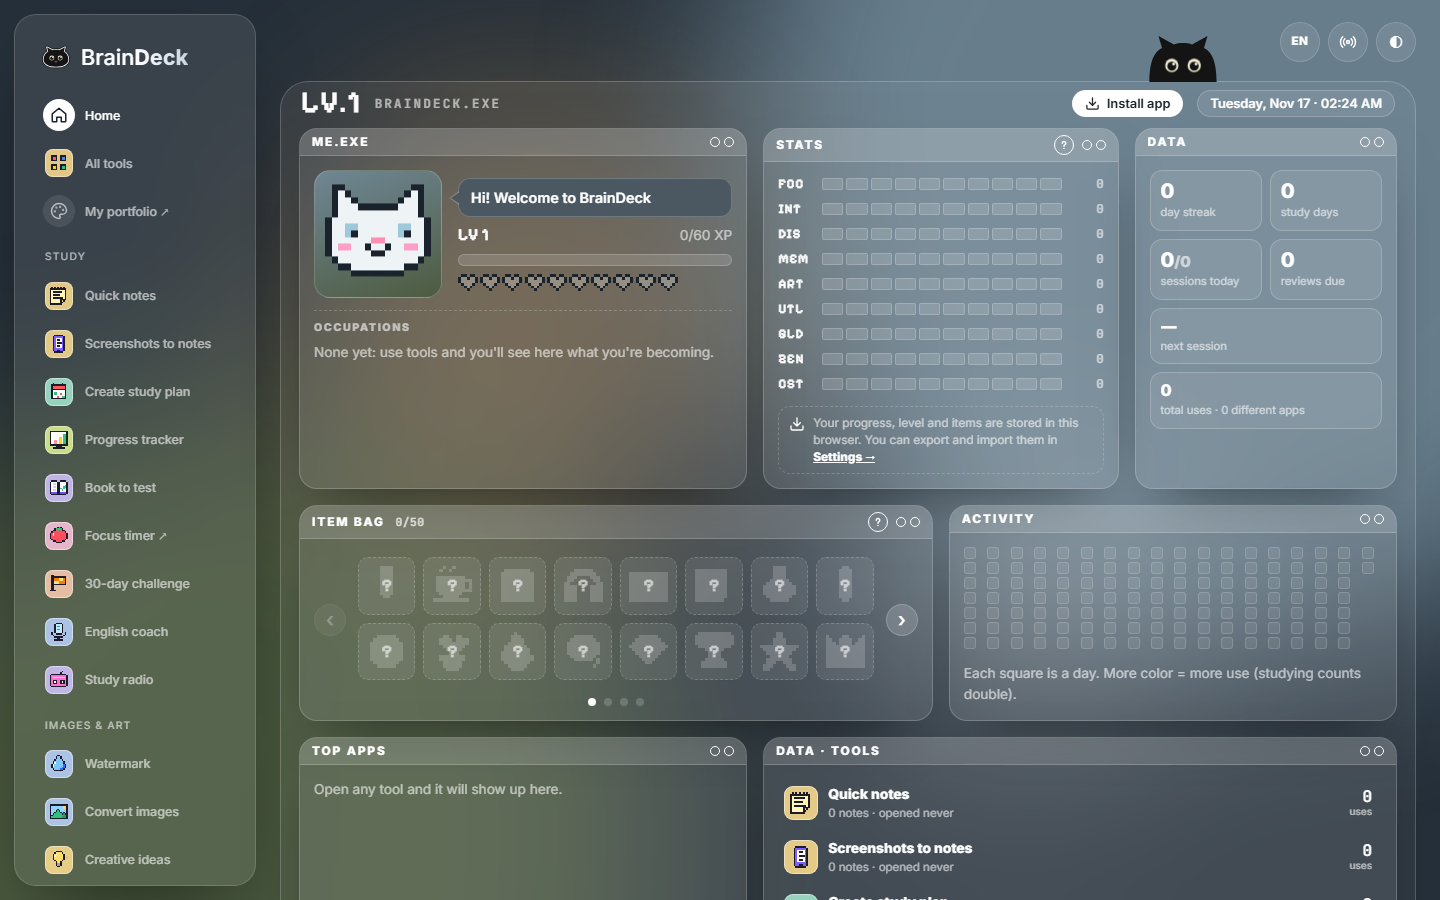 BrainDeck
Home
All tools
My portfolio ↗
STUDY
Quick notes
Screenshots to notes
Create study plan
Progress tracker
Book to test
Focus timer ↗
30-day challenge
English coach
Study radio
IMAGES & ART
Watermark
Convert images
Creative ideas
EN
LV.1 BRAINDECK.EXE
Install app
Tuesday, Nov 17 · 02:24 AM
ME.EXE
Hi! Welcome to BrainDeck
LV 1 0/60 XP
OCCUPATIONS
None yet: use tools and you'll see here what you're becoming.
STATS ?
FOO 0
INT 0
DIS 0
MEM 0
ART 0
UTL 0
OLD 0
ZEN 0
OST 0
Your progress, level and items are stored in this
browser. You can export and import them in
Settings →
DATA
0
day streak
0
study days
0/0
sessions today
0
reviews due
—
next session
0
total uses · 0 different apps
ITEM BAG 0/50 ?
? ? ? ? ? ? ? ?
‹ ›
? ? ? ? ? ? ? ?
ACTIVITY
Each square is a day. More color = more use (studying counts
double).
TOP APPS
Open any tool and it will show up here.
DATA · TOOLS
Quick notes
0 notes · opened never
0
uses
Screenshots to notes
0 notes · opened never
0
uses